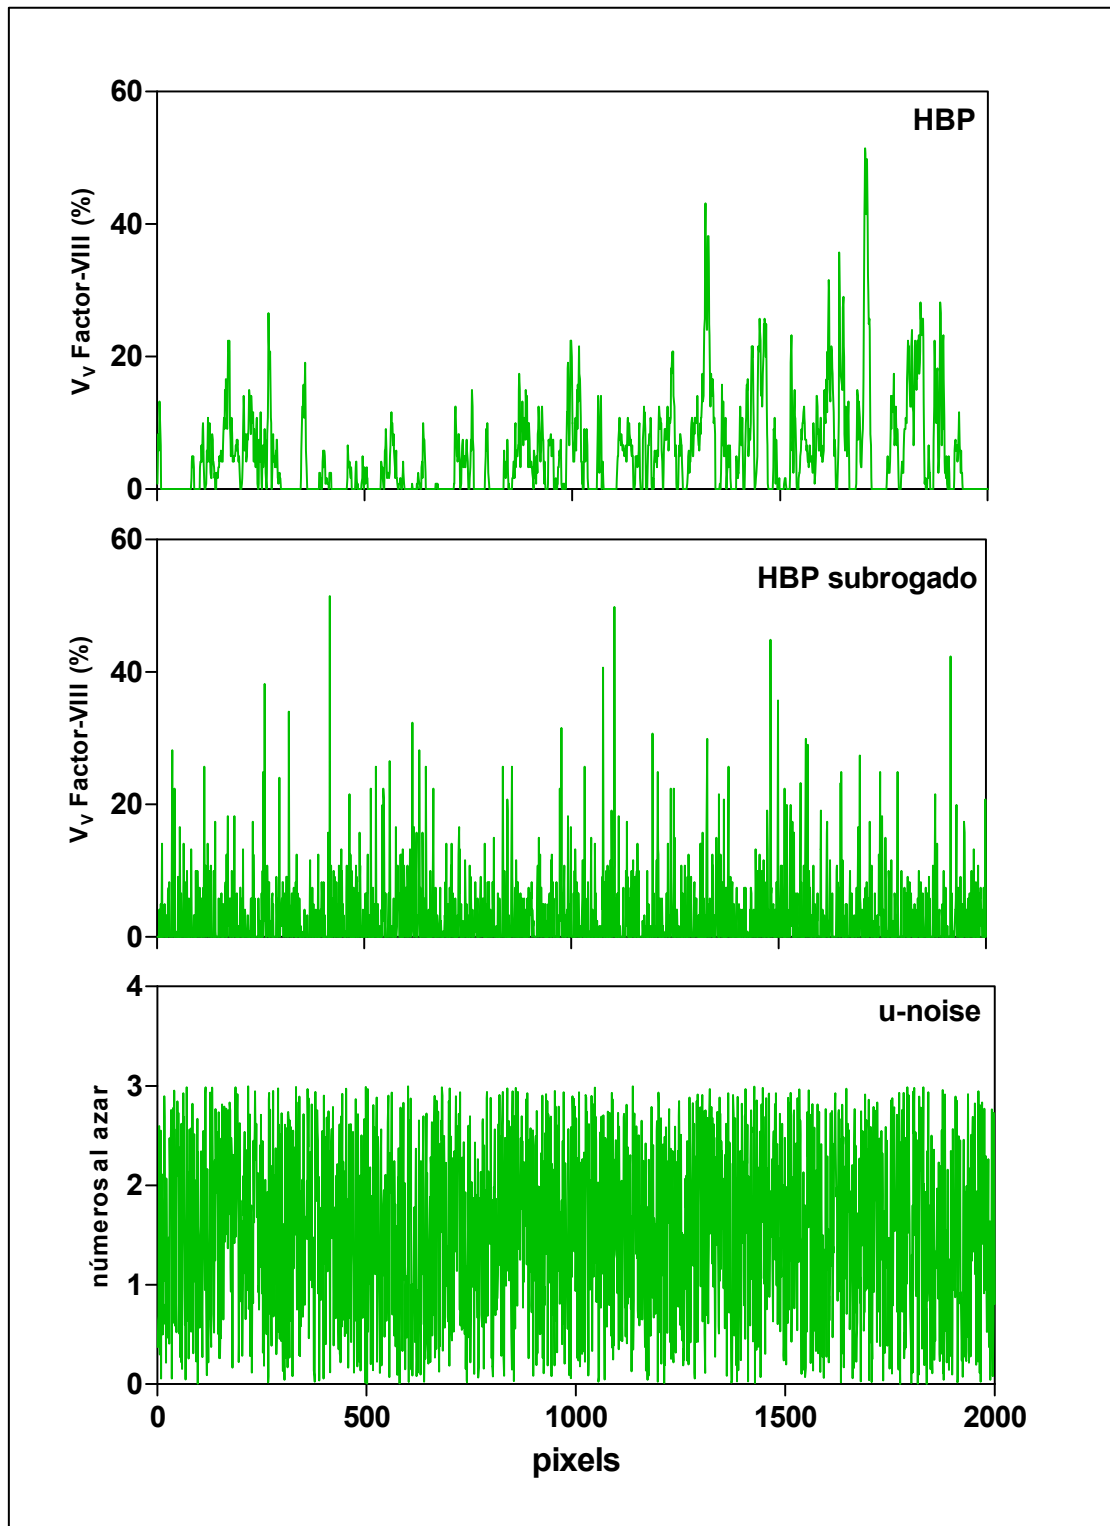 60
HBP
40
20
0
V_V Factor-VIII (%)
60
HBP subrogado
40
20
0
V_V Factor-VIII (%)
4
u-noise
3
2
1
0
números al azar
0 500 1000 1500 2000
pixels